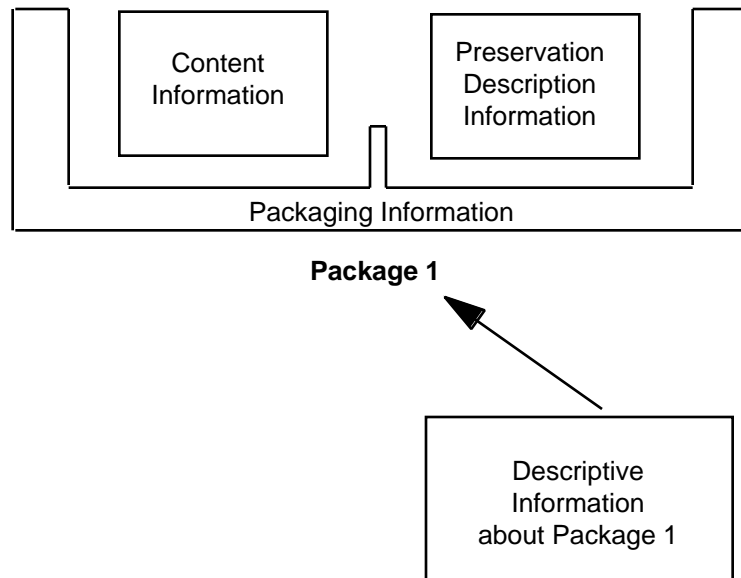 Content
Information
Preservation
Description
Information
Packaging Information
Package 1
Descriptive
Information
about Package 1